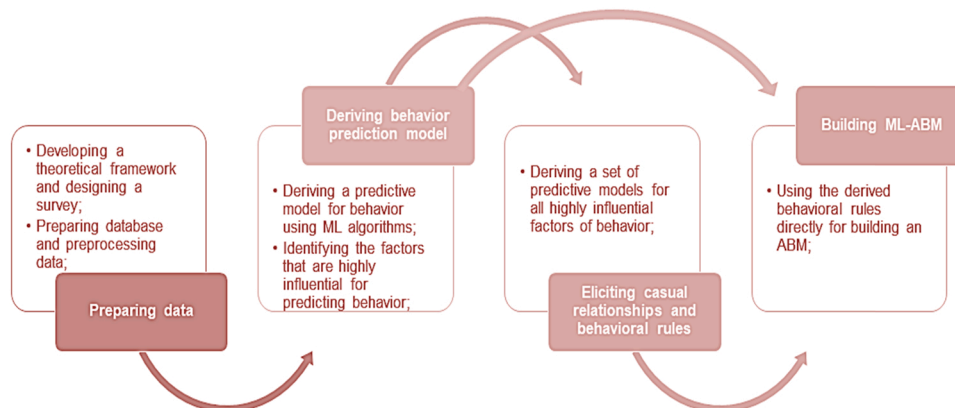 • Developing a
theoretical framework
and designing a
survey;
• Preparing database
and preprocessing
data;
Preparing data
Deriving behavior
prediction model
• Deriving a predictive
model for behavior
using ML algorithms;
• Identifying the factors
that are highly
influential for
predicting behavior;
• Deriving a set of
predictive models for
all highly influential
factors of behavior;
Eliciting casual
relationships and
behavioral rules
Building ML-ABM
• Using the derived
behavioral rules
directly for building an
ABM;